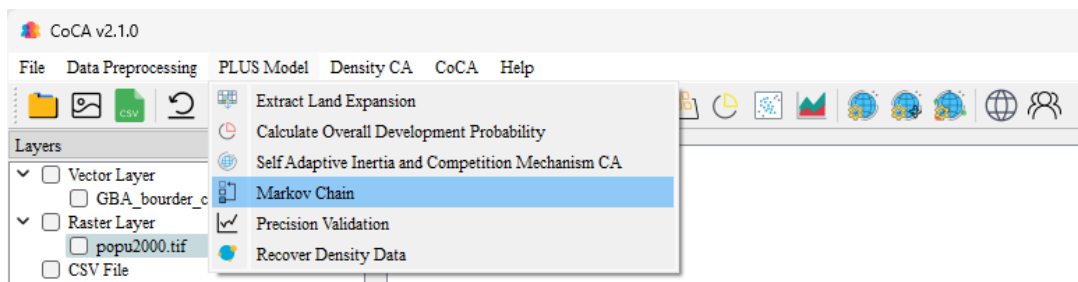 CoCA v2.1.0
File Data Preprocessing PLUS Model Density CA CoCA Help
CSV
Extract Land Expansion
Calculate Overall Development Probability
Layers
Self Adaptive Inertia and Competition Mechanism CA
Vector Layer
GBA_bourder_c
Markov Chain
Raster Layer
Precision Validation
popu2000.tif
Recover Density Data
CSV File